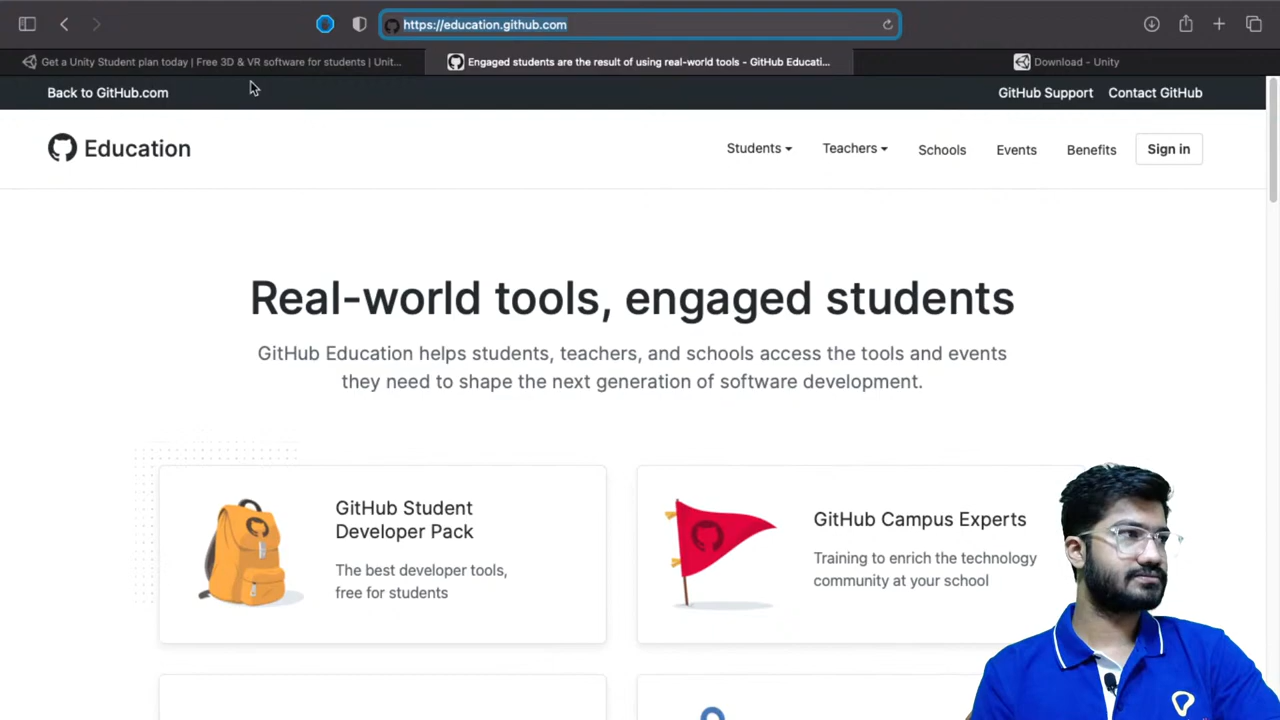 https://education.github.com
Get a Unity Student plan today | Free 3D & VR software for students | Unit...
Engaged students are the result of using real-world tools - GitHub Educati...
Download - Unity
Back to GitHub.com
GitHub Support
Contact GitHub
Education
Students
Teachers
Schools
Events
Benefits
Sign in
Real-world tools, engaged students
GitHub Education helps students, teachers, and schools access the tools and events
they need to shape the next generation of software development.
GitHub Student
Developer Pack
The best developer tools,
free for students
GitHub Campus Experts
Training to enrich the technology
community at your school